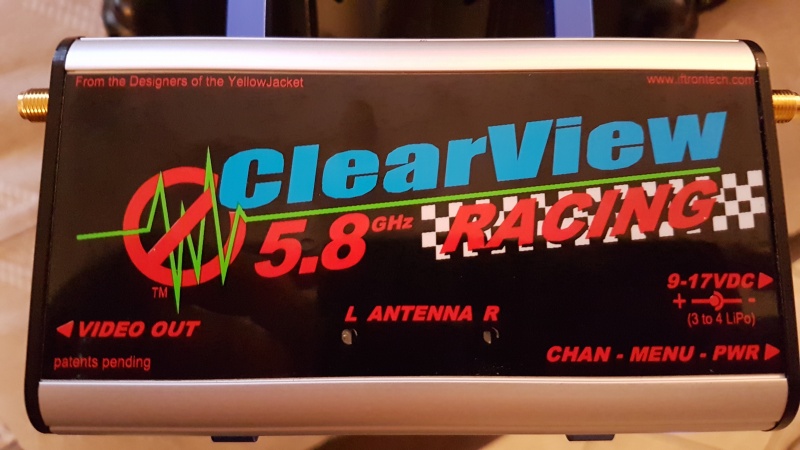 From the Designers of the YellowJacket
www.iftrontech.com
ClearView
5.8 GHz RACING
TM
9-17VDC
+ -
(3 to 4 LiPo)
L ANTENNA R
VIDEO OUT
patents pending
CHAN - MENU - PWR